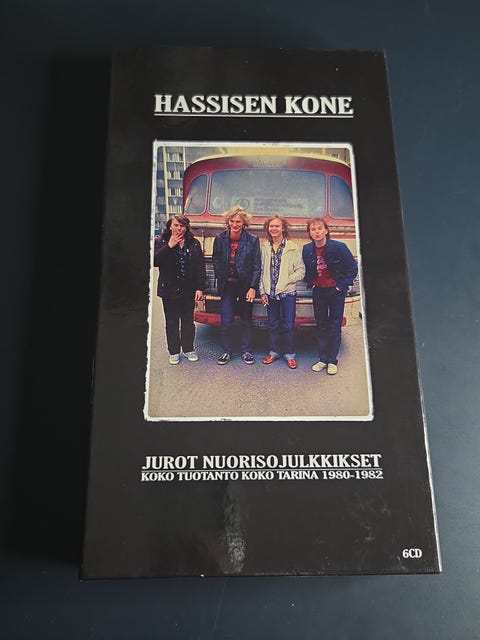 HASSISEN KONE
JUROT NUORISOJULKKIKSET
KOKO TUOTANTO KOKO TARINA 1980-1982
6CD